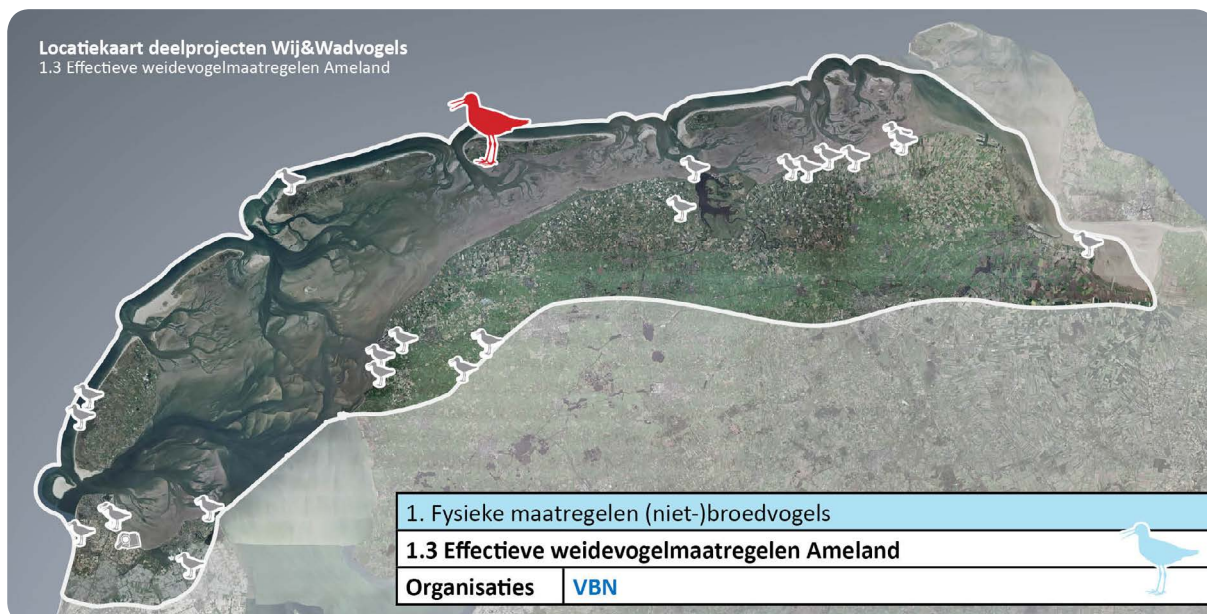 Locatiekaart deelprojecten Wij&Wadvogels
1.3 Effectieve weidevogelmaatregelen Ameland
1. Fysieke maatregelen (niet-)broedvogels
1.3 Effectieve weidevogelmaatregelen Ameland
Organisaties VBN